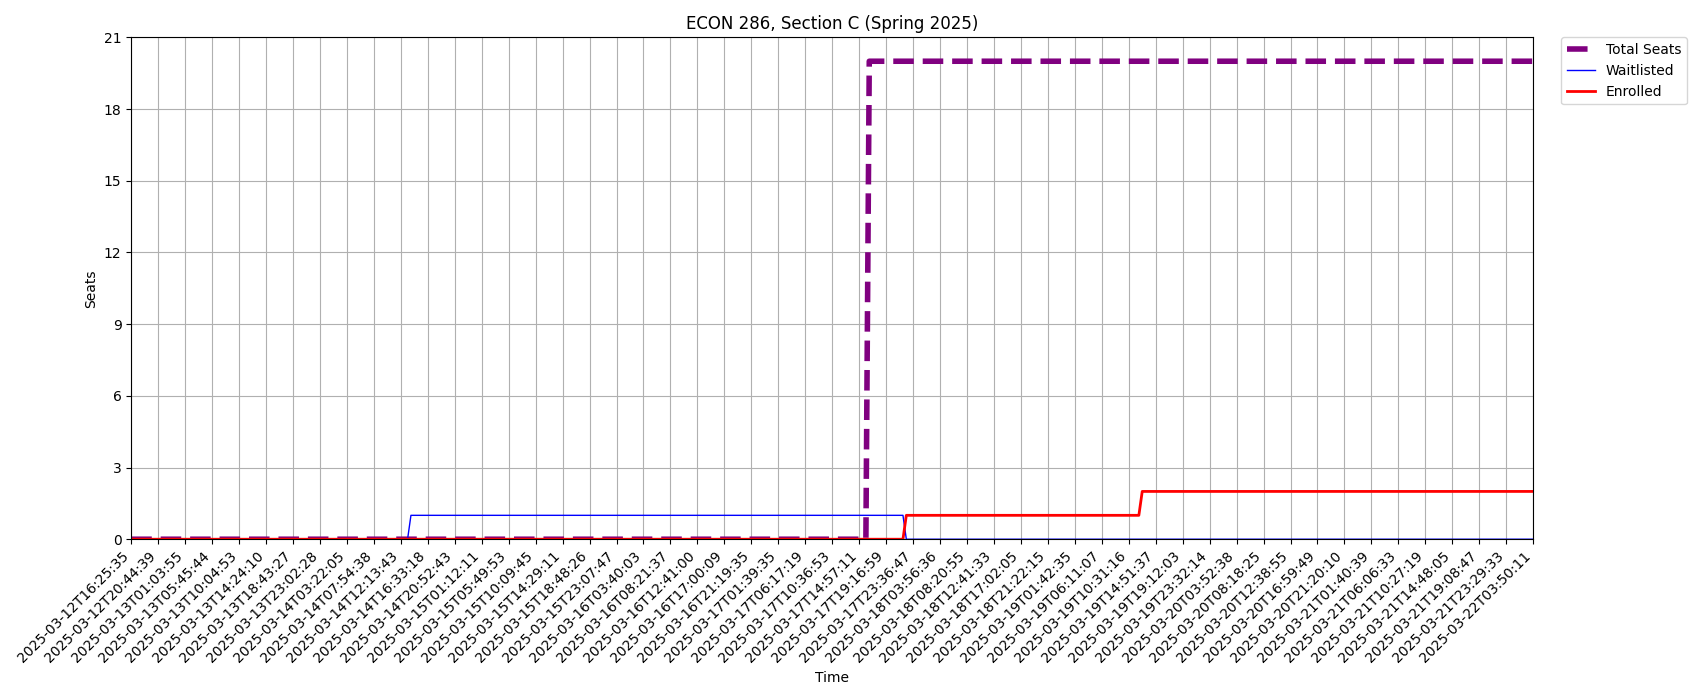 ECON 286, Section C (Spring 2025)
Total Seats
Waitlisted
Enrolled
21
18
15
12
9
6
3
0
Seats
2025-03-12T16:25:35
2025-03-12T20:44:39
2025-03-13T01:03:55
2025-03-13T05:45:44
2025-03-13T10:04:53
2025-03-13T14:24:10
2025-03-13T18:43:27
2025-03-13T23:02:28
2025-03-14T03:22:05
2025-03-14T07:54:38
2025-03-14T12:13:43
2025-03-14T16:33:18
2025-03-14T20:52:43
2025-03-15T01:12:11
2025-03-15T05:49:53
2025-03-15T10:09:45
2025-03-15T14:29:11
2025-03-15T18:48:26
2025-03-15T23:07:47
2025-03-16T03:40:03
2025-03-16T08:21:37
2025-03-16T12:41:00
2025-03-16T17:00:09
2025-03-16T21:19:35
2025-03-17T01:39:35
2025-03-17T06:17:19
2025-03-17T10:36:53
2025-03-17T14:57:11
2025-03-17T19:16:59
2025-03-17T23:36:47
2025-03-18T03:56:36
2025-03-18T08:20:55
2025-03-18T12:41:33
2025-03-18T17:02:05
2025-03-18T21:22:15
2025-03-19T01:42:35
2025-03-19T06:11:07
2025-03-19T10:31:16
2025-03-19T14:51:37
2025-03-19T19:12:03
2025-03-19T23:32:14
2025-03-20T03:52:38
2025-03-20T08:18:25
2025-03-20T12:38:55
2025-03-20T16:59:49
2025-03-20T21:20:10
2025-03-21T01:40:39
2025-03-21T06:06:33
2025-03-21T10:27:19
2025-03-21T14:48:05
2025-03-21T19:08:47
2025-03-21T23:29:33
2025-03-22T03:50:11
Time